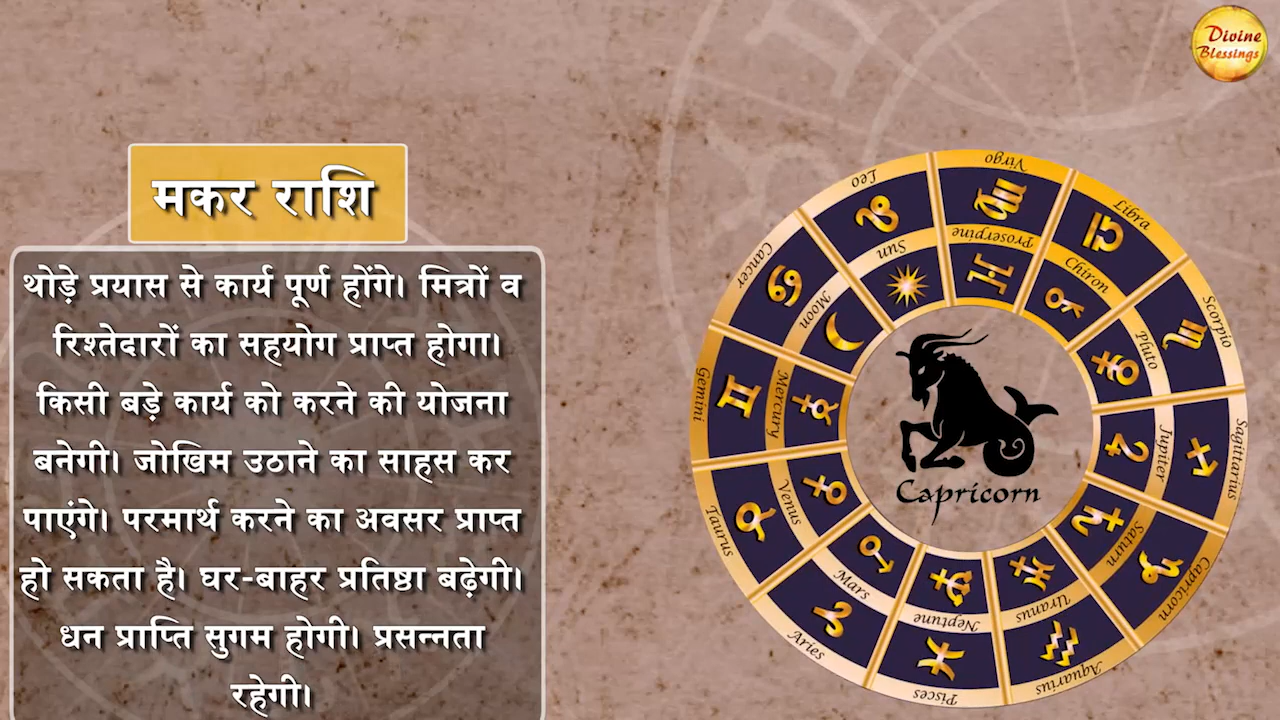 Divine
Blessings
मकर राशि
थोड़े प्रयास से कार्य पूर्ण होंगे। मित्रों व
रिश्तेदारों का सहयोग प्राप्त होगा।
किसी बड़े कार्य को करने की योजना
बनेगी। जोखिम उठाने का साहस कर
पाएंगे। परमार्थ करने का अवसर प्राप्त
हो सकता है। घर-बाहर प्रतिष्ठा बढ़ेगी।
धन प्राप्ति सुगम होगी। प्रसन्नता
रहेगी।
Leo
Virgo
Libra
Scorpio
Sagittarius
Capricorn
Aquarius
Pisces
Aries
Taurus
Gemini
Cancer
Sun
Proserpine
Chiron
Pluto
Jupiter
Saturn
Uranus
Neptune
Mars
Venus
Mercury
Moon
Capricorn